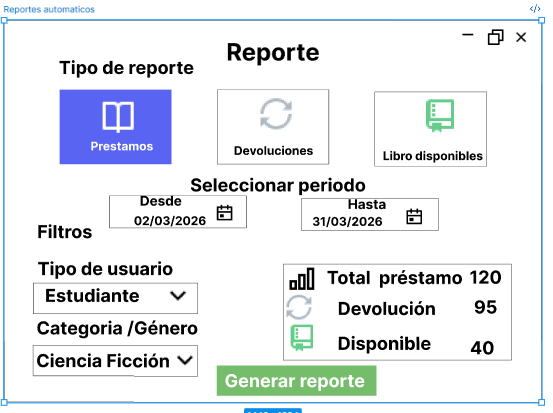 Reportes automaticos
Reporte
Tipo de reporte
Prestamos
Devoluciones
Libro disponibles
Seleccionar periodo
Desde
02/03/2026
Hasta
31/03/2026
Filtros
Tipo de usuario
Estudiante
Categoria /Género
Ciencia Ficción
Total préstamo 120
Devolución 95
Disponible 40
Generar reporte